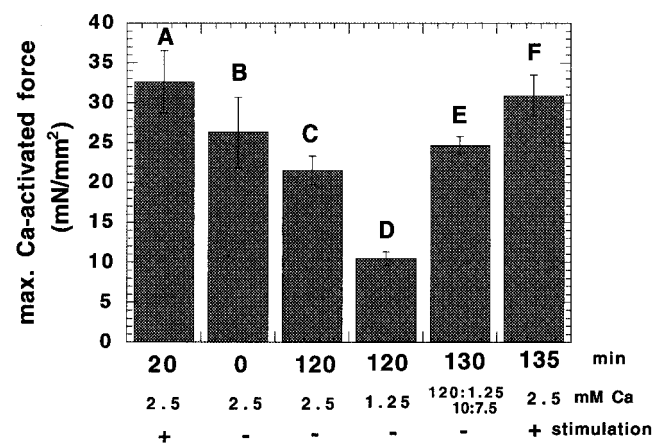 max. Ca-activated force
(mN/mm²)
40
35
30
25
20
15
10
5
0
A
B
C
D
E
F
20 0 120 120 130 135 min
2.5 2.5 2.5 1.25 120:1.25 2.5 mM Ca
10:7.5
+ - - - - + stimulation